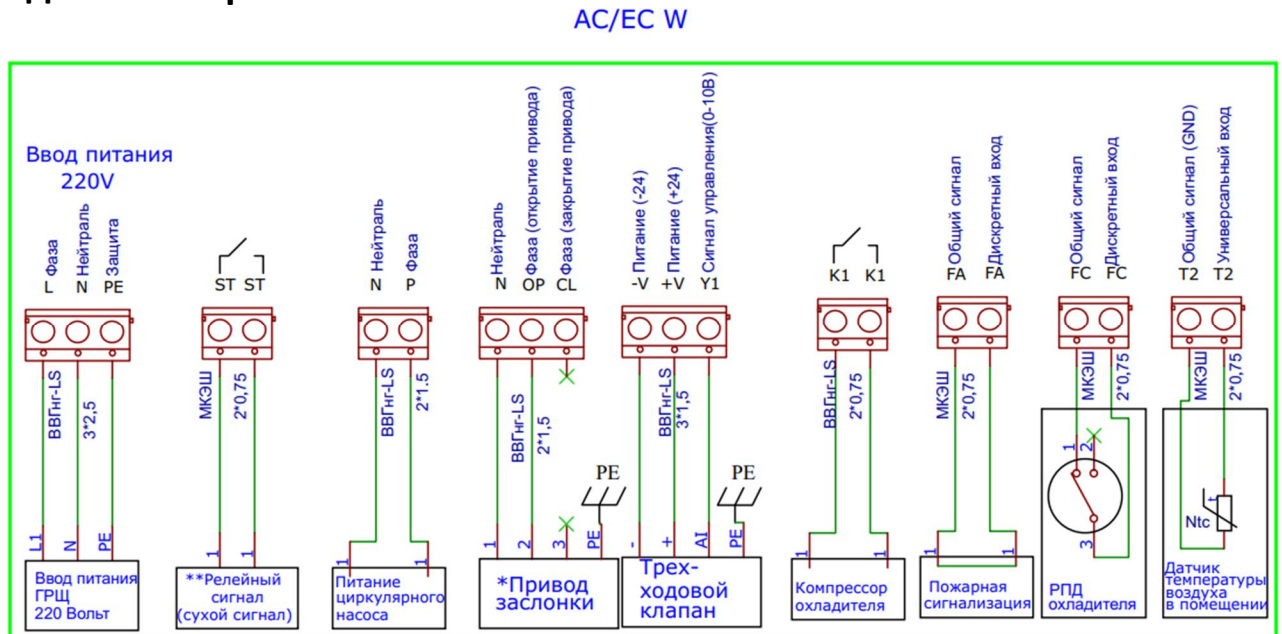 AC/EC W
Ввод питания
220V
L Фаза
N Нейтраль
PE Защита
ST ST
N Нейтраль
P Фаза
N Нейтраль
OP Фаза (открытие привода)
CL Фаза (закрытие привода)
-V Питание (-24)
+V Питание (+24)
Y1 Сигнал управления(0-10В)
K1 K1
FA Общий сигнал
FA Дискретный вход
FC Общий сигнал
FC Дискретный вход
T2 Общий сигнал (GND)
T2 Универсальный вход
ВВГнг-LS
3*2,5
МКЭШ
2*0,75
ВВГнг-LS
2*1.5
ВВГнг-LS
2*1,5
ВВГнг-LS
3*1,5
ВВГнг-LS
2*0,75
МКЭШ
2*0,75
МКЭШ
2*0,75
МКЭШ
2*0,75
L1 N PE
1 1
1 1
1 2 3 PE
PE
- + AI PE
PE
1 1
1 1
1 2
3
t
Ntc
Ввод питания
ГРЩ
220 Вольт
**Релейный
сигнал
(сухой сигнал)
Питание
циркулярного
насоса
*Привод
заслонки
Трех-
ходовой
клапан
Компрессор
охладителя
Пожарная
сигнализация
РПД
охладителя
Датчик
температуры
воздуха
в помещении